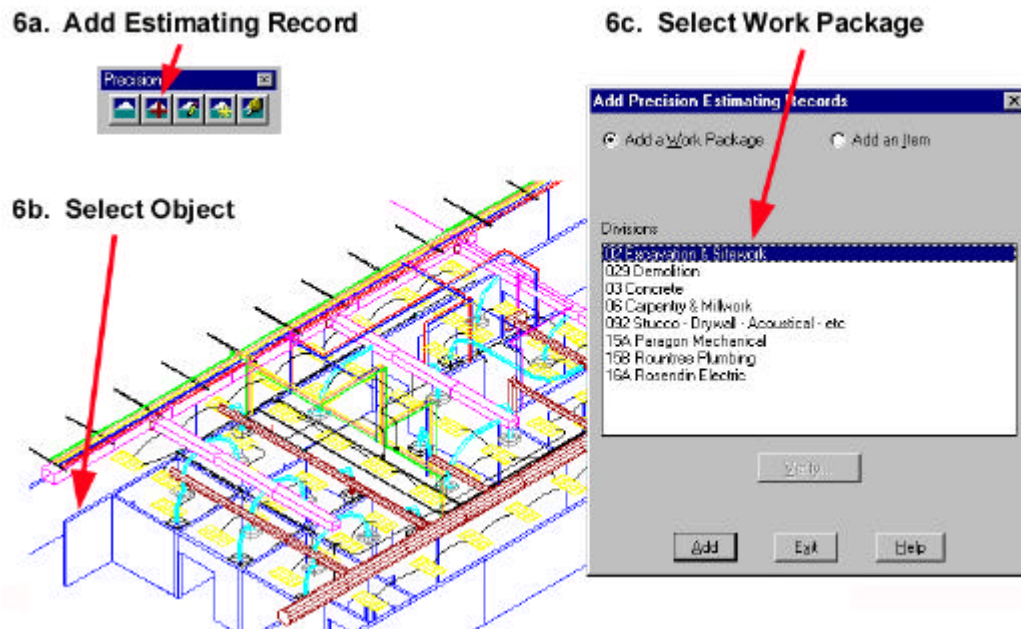 6a. Add Estimating Record
6c. Select Work Package
Precision
Add Precision Estimating Records
Add a Work Package
Add an Item
6b. Select Object
Divisions
02 Excavation & Sitework
029 Demolition
03 Concrete
06 Carpentry & Millwork
092 Stucco - Drywall - Acoustical - etc
15A Paragon Mechanical
15B Rountree Plumbing
16A Rosendin Electric
Verify...
Add
Exit
Help